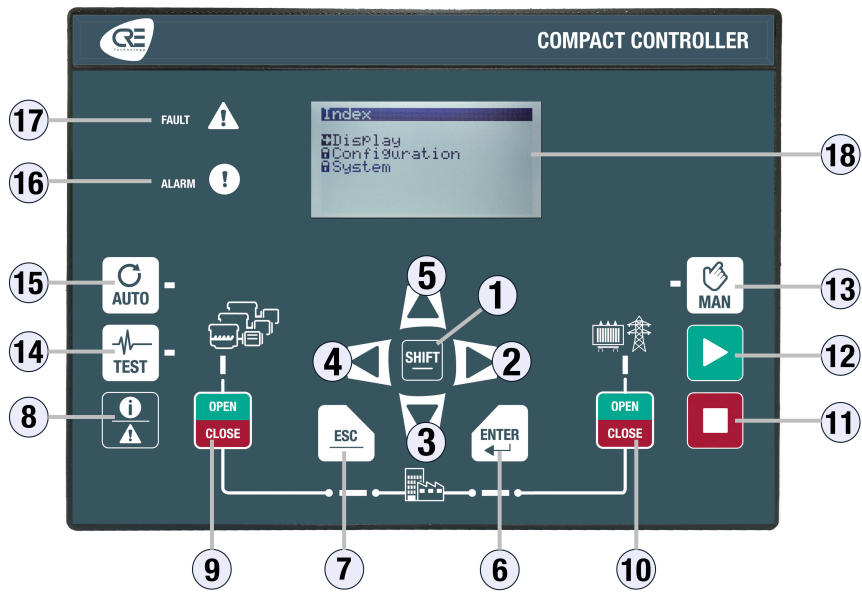 CRE
technology
COMPACT CONTROLLER
17
FAULT
Index
Display
Configuration
System
18
16
ALARM
5
15
AUTO
1
13
MAN
14
TEST
4
SHIFT
2
12
8
OPEN
CLOSE
ESC
3
ENTER
OPEN
CLOSE
11
9
7
6
10